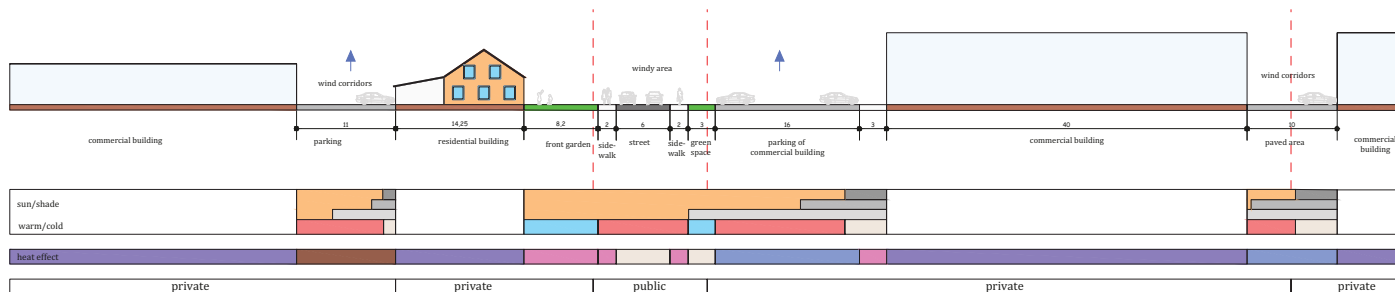 windy area
wind corridors
wind corridors
11
14,25
8,2
2
6
2
3
16
3
40
10
commercial building
parking
residential building
front garden
side-
walk
street
side-
walk
green
space
parking of
commercial building
commercial building
paved area
commercial
building
sun/shade
warm/cold
heat effect
private
private
public
private
private